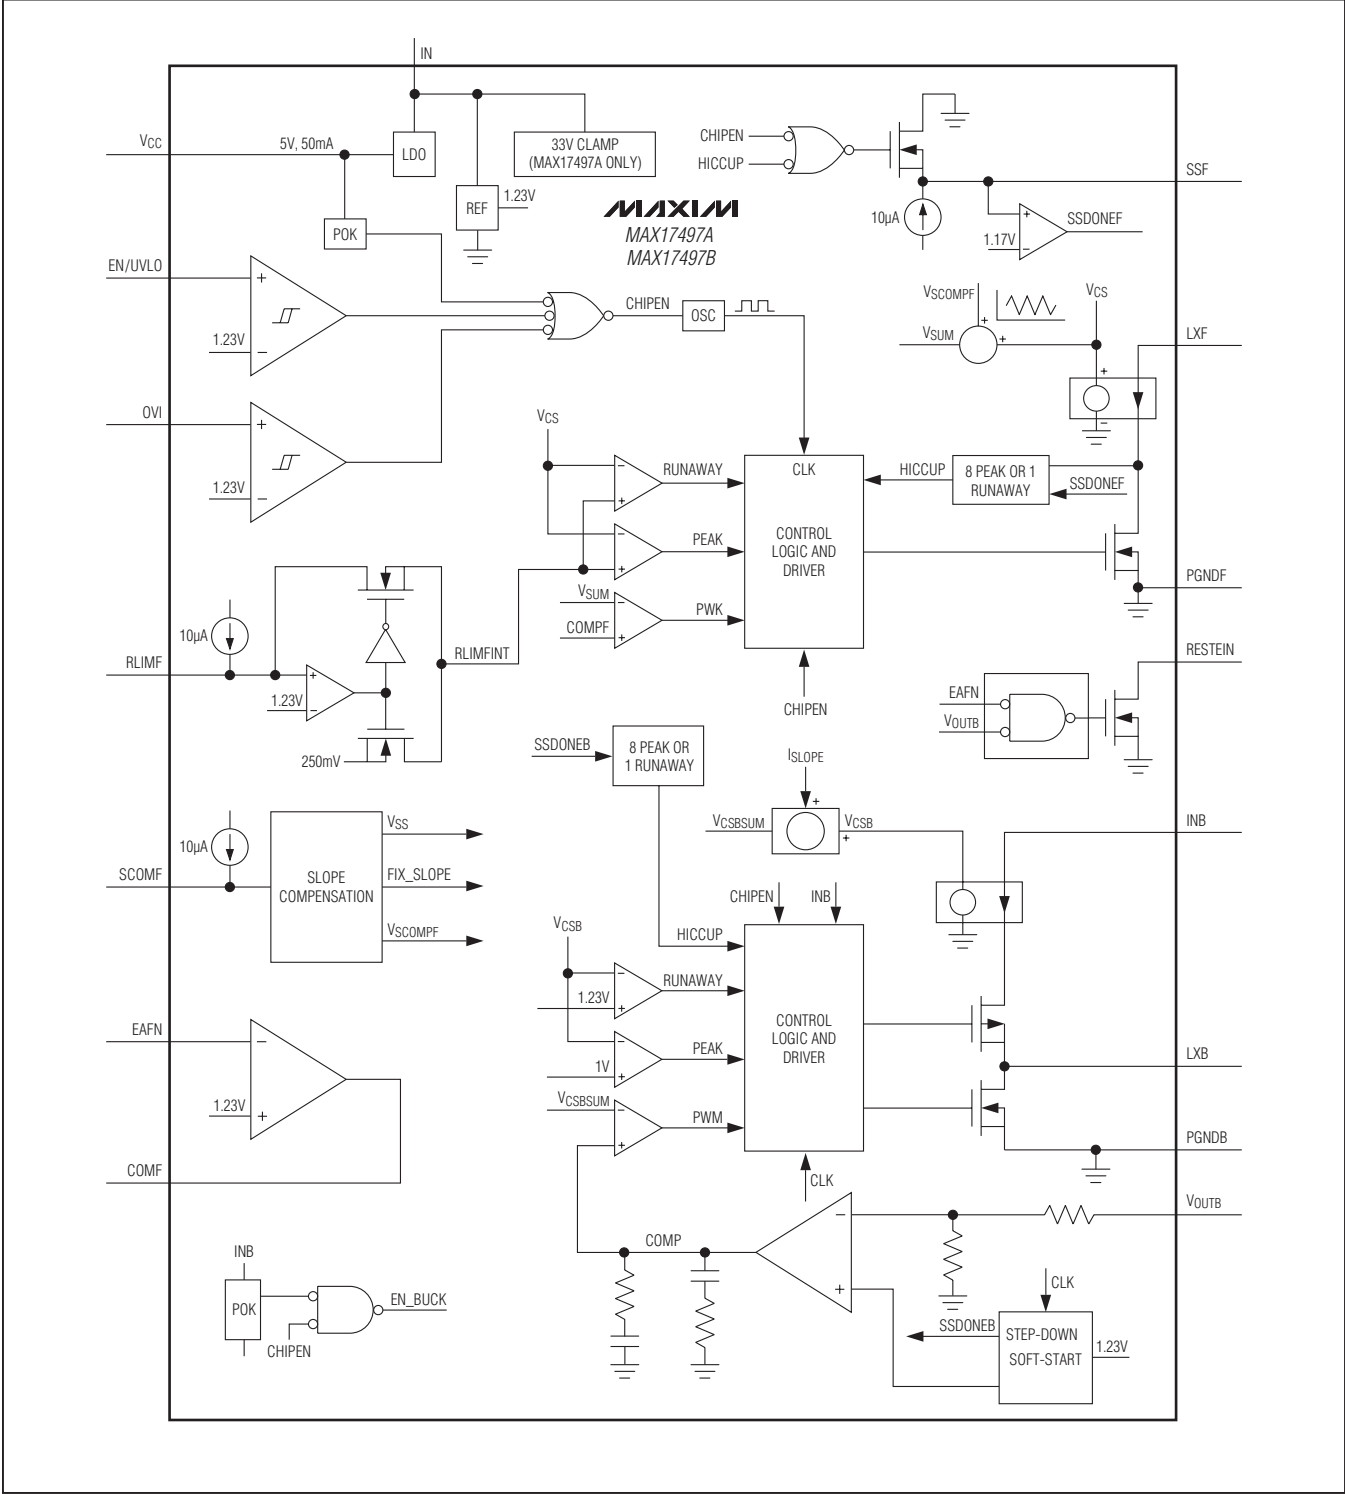 IN
VCC
5V, 50mA
LDO
33V CLAMP
(MAX17497A ONLY)
CHIPEN
HICCUP
SSF
REF
1.23V
POK
MAXIM
MAX17497A
MAX17497B
10µA
+
1.17V
−
SSDONEF
EN/UVLO
+
1.23V
−
CHIPEN
OSC
VSCOMPF
+
VCS
VSUM
+
LXF
+
−
OVI
+
1.23V
−
VCS
−
+
RUNAWAY
CLK
HICCUP
8 PEAK OR 1
RUNAWAY
SSDONEF
−
+
PEAK
CONTROL
LOGIC AND
DRIVER
PGNDF
VSUM
−
COMPF
+
PWK
10µA
RLIMF
+
1.23V
−
RLIMFINT
250mV
CHIPEN
RESTEIN
EAFN
VOUTB
SSDONEB
8 PEAK OR
1 RUNAWAY
ISLOPE
+
VCSBSUM
VCSB
+
INB
10µA
SCOMF
SLOPE
COMPENSATION
VSS
FIX_SLOPE
VSCOMPF
CHIPEN
INB
HICCUP
VCSB
−
1.23V
+
RUNAWAY
−
1V
+
PEAK
CONTROL
LOGIC AND
DRIVER
VCSBSUM
−
+
PWM
LXB
PGNDB
EAFN
−
1.23V
+
COMF
CLK
VOUTB
−
+
COMP
CLK
SSDONEB
STEP-DOWN
SOFT-START
1.23V
INB
POK
CHIPEN
EN_BUCK